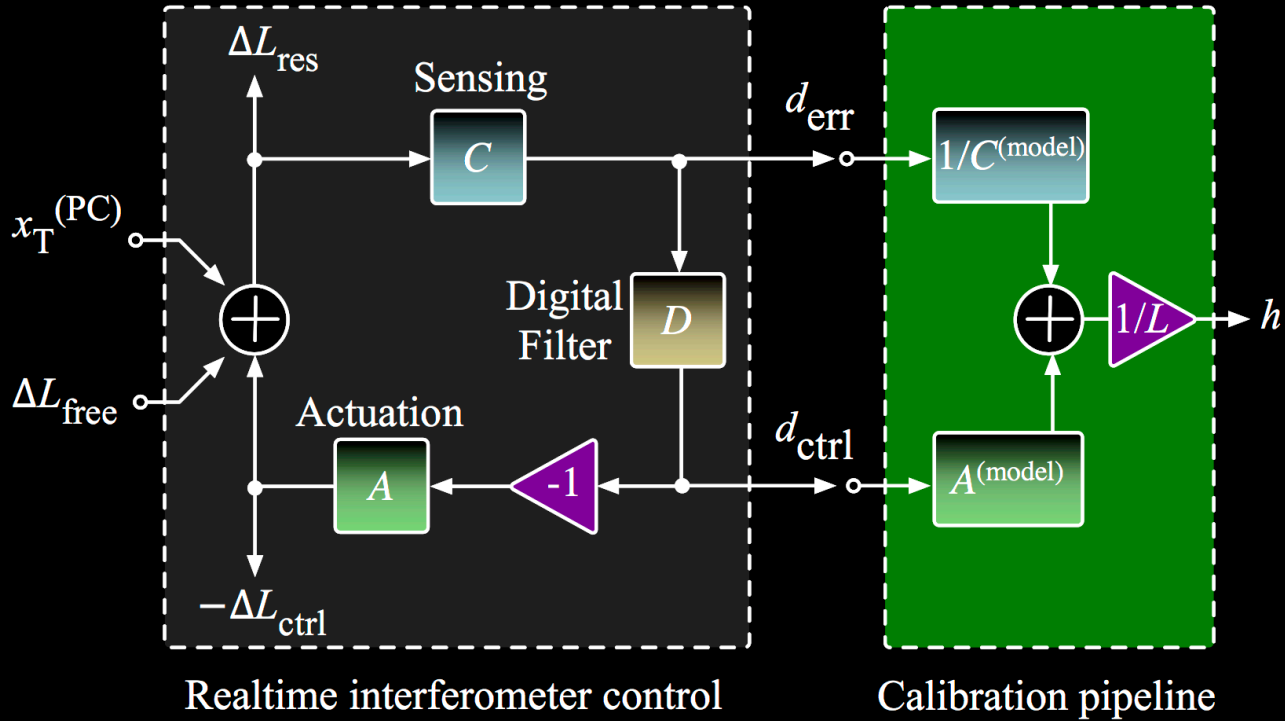 ΔL_res
Sensing
C
d_err
1/C^(model)
x_T^(PC)
Digital
Filter
D
1/L
h
ΔL_free
Actuation
A
-1
d_ctrl
A^(model)
−ΔL_ctrl
Realtime interferometer control
Calibration pipeline